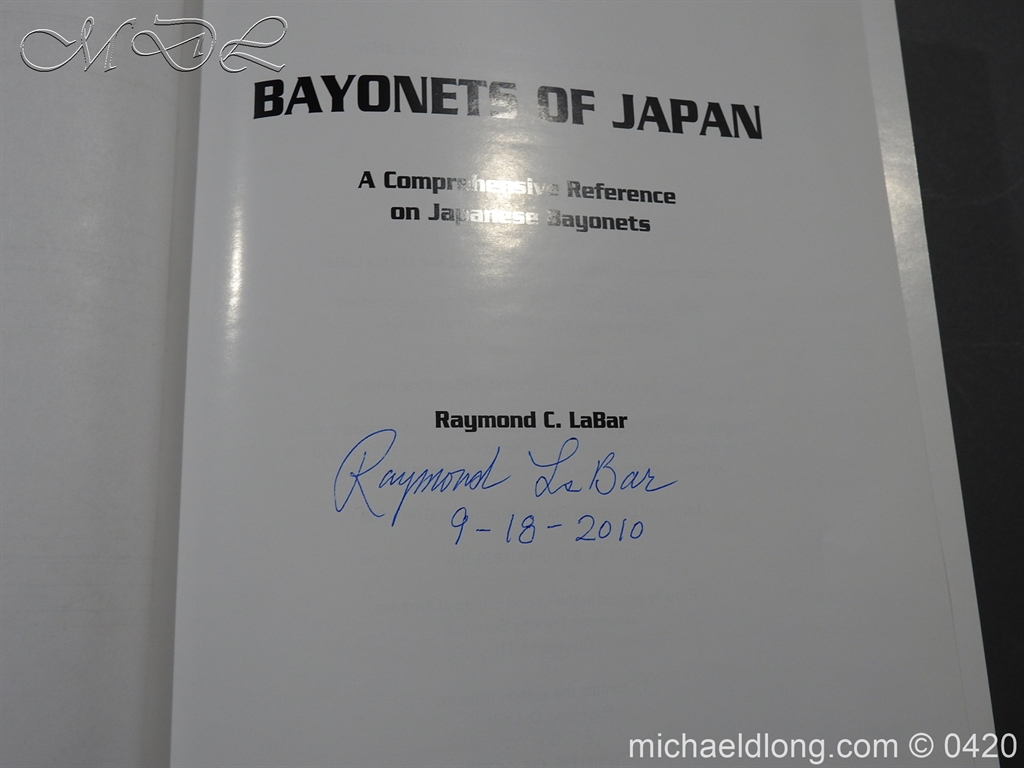 MDL
BAYONETS OF JAPAN
A Comprehensive Reference
on Japanese Bayonets
Raymond C. LaBar
Raymond LaBar
9-18-2010
michaeldlong.com © 0420